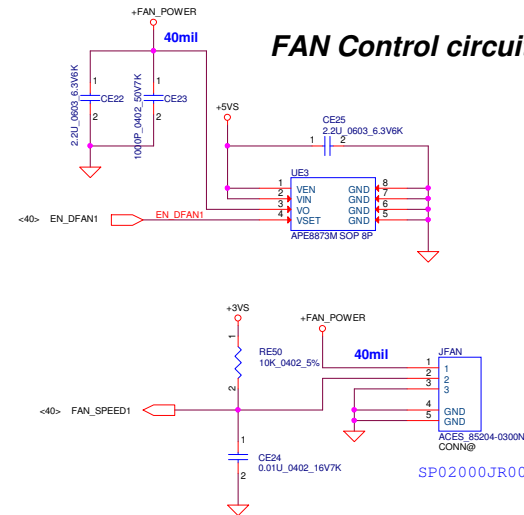 +FAN_POWER
40mil
FAN Control circui
1
CE22
2
2.2U_0603_6.3V6K
1
CE23
2
1000P_0402_50V7K
+5VS
CE25
2.2U_0603_6.3V6K
1 2
UE3
1 VEN GND 8
2 VIN GND 7
3 VO GND 6
4 VSET GND 5
APE8873M SOP 8P
<40> EN_DFAN1 EN_DFAN1
+3VS
+FAN_POWER
1
RE50
10K_0402_5%
2
40mil
JFAN
1 1
2 2
3 3
4 GND
5 GND
ACES_85204-0300N
CONN@
<40> FAN_SPEED1
1
CE24
0.01U_0402_16V7K
2
SP02000JR00